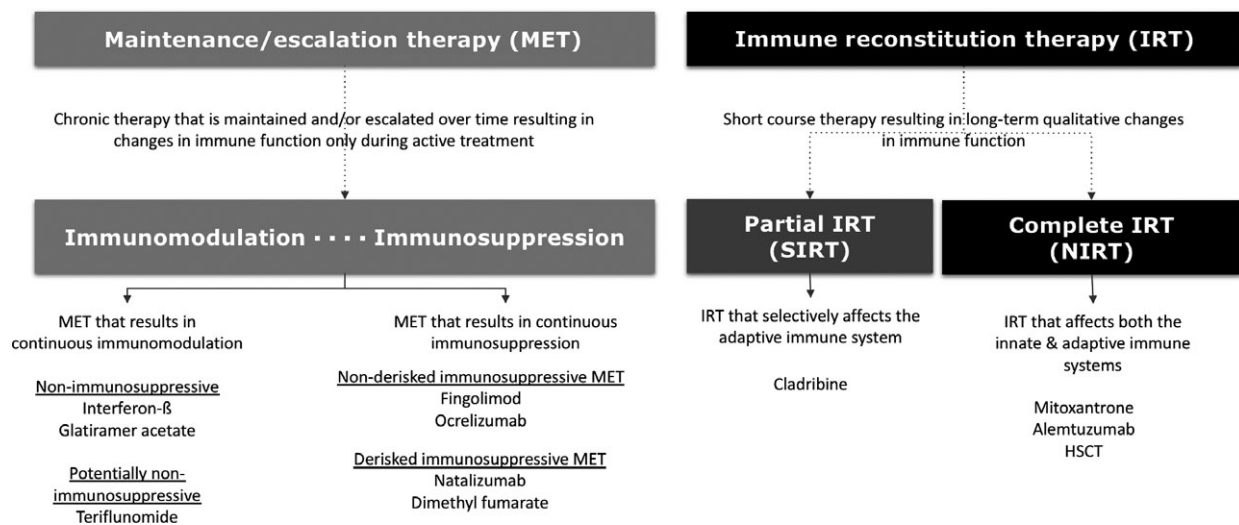 Maintenance/escalation therapy (MET)
Chronic therapy that is maintained and/or escalated over time resulting in
changes in immune function only during active treatment
Immunomodulation ···· Immunosuppression
MET that results in
continuous immunomodulation
Non-immunosuppressive
Interferon-ß
Glatiramer acetate
Potentially non-
immunosuppressive
Teriflunomide
MET that results in continuous
immunosuppression
Non-derisked immunosuppressive MET
Fingolimod
Ocrelizumab
Derisked immunosuppressive MET
Natalizumab
Dimethyl fumarate
Immune reconstitution therapy (IRT)
Short course therapy resulting in long-term qualitative changes
in immune function
Partial IRT
(SIRT)
IRT that selectively affects the
adaptive immune system
Cladribine
Complete IRT
(NIRT)
IRT that affects both the
innate & adaptive immune
systems
Mitoxantrone
Alemtuzumab
HSCT